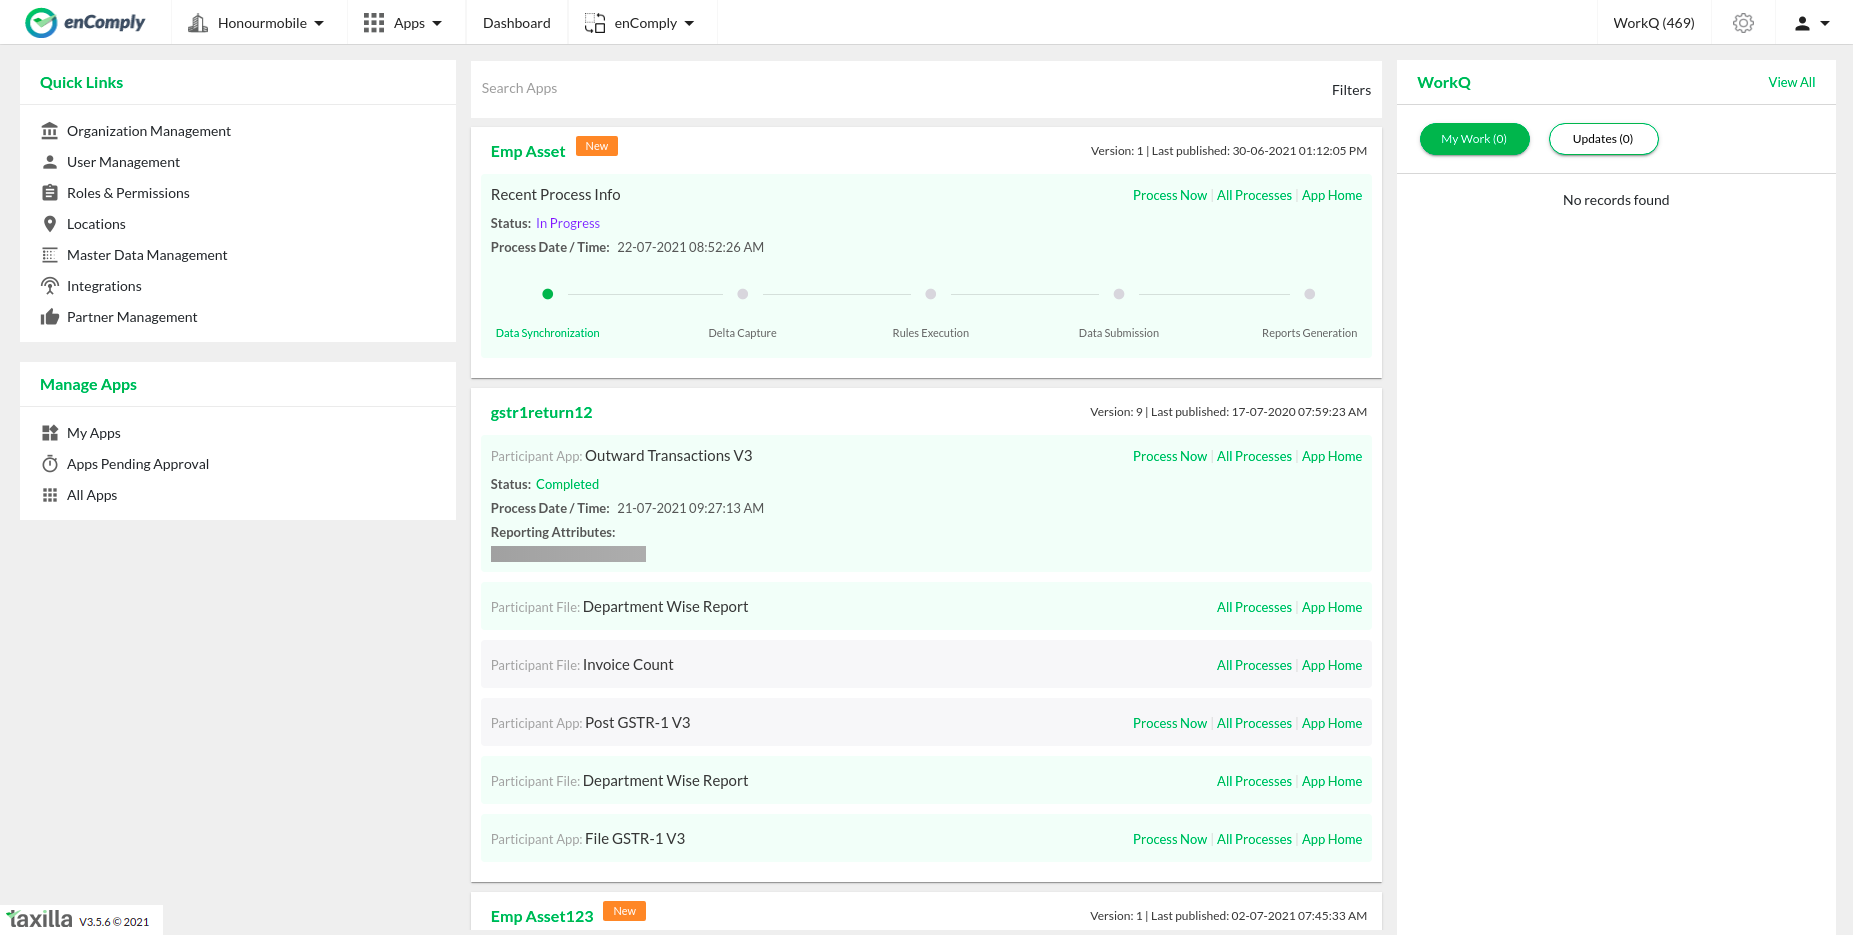 enComply
Honourmobile
Apps
Dashboard
enComply
WorkQ (469)
Quick Links
Organization Management
User Management
Roles & Permissions
Locations
Master Data Management
Integrations
Partner Management
Manage Apps
My Apps
Apps Pending Approval
All Apps
Search Apps
Filters
Emp Asset New Version: 1 | Last published: 30-06-2021 01:12:05 PM
Recent Process Info Process Now | All Processes | App Home
Status: In Progress
Process Date / Time: 22-07-2021 08:52:26 AM
Data Synchronization Delta Capture Rules Execution Data Submission Reports Generation
gstr1return12 Version: 9 | Last published: 17-07-2020 07:59:23 AM
Participant App: Outward Transactions V3 Process Now | All Processes | App Home
Status: Completed
Process Date / Time: 21-07-2021 09:27:13 AM
Reporting Attributes:
Participant File: Department Wise Report All Processes | App Home
Participant File: Invoice Count All Processes | App Home
Participant App: Post GSTR-1 V3 Process Now | All Processes | App Home
Participant File: Department Wise Report All Processes | App Home
Participant App: File GSTR-1 V3 Process Now | All Processes | App Home
Emp Asset123 New Version: 1 | Last published: 02-07-2021 07:45:33 AM
WorkQ View All
My Work (0) Updates (0)
No records found
taxilla V3.5.6 © 2021